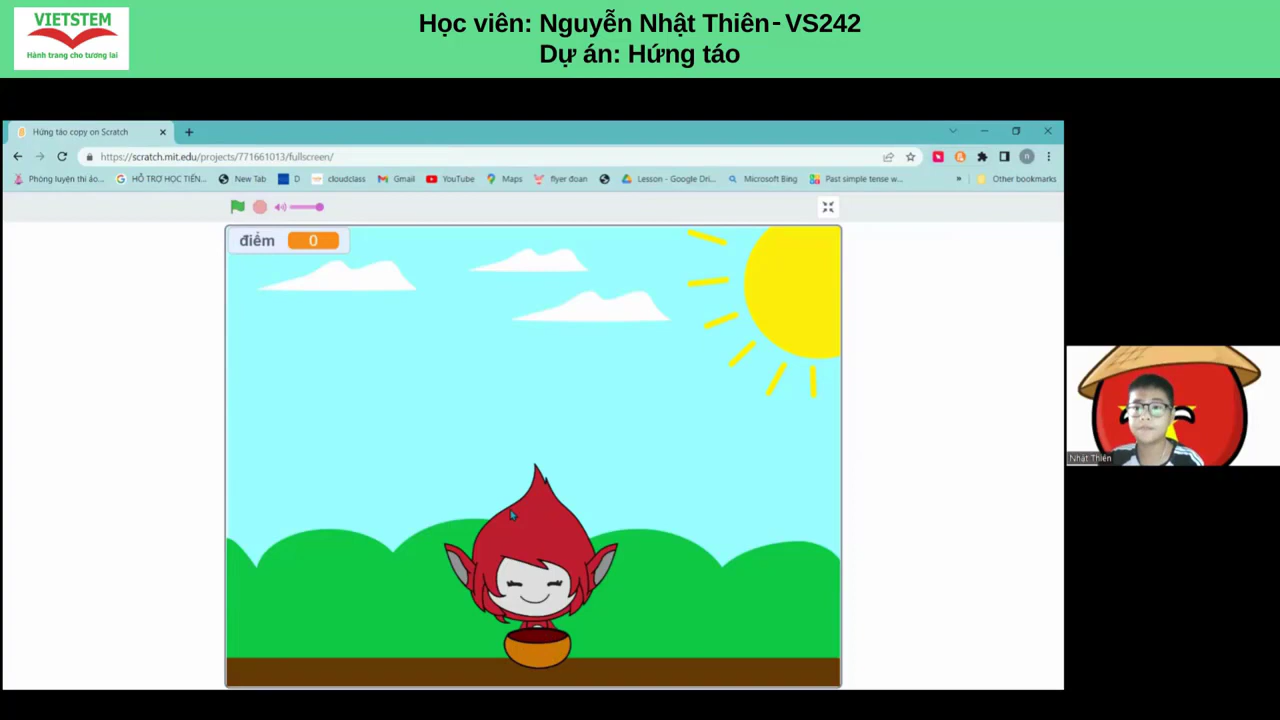 VIETSTEM
Hành trang cho tương lai
Học viên: Nguyễn Nhật Thiên-VS242
Dự án: Hứng táo
Hứng táo copy on Scratch
https://scratch.mit.edu/projects/771661013/fullscreen/
Phòng luyện thi áo...
HỖ TRỢ HỌC TIẾN...
New Tab
D
cloudclass
Gmail
YouTube
Maps
flyer đoan
Lesson - Google Dri...
Microsoft Bing
Past simple tense w...
»
Other bookmarks
điểm 0
Nhật Thiên